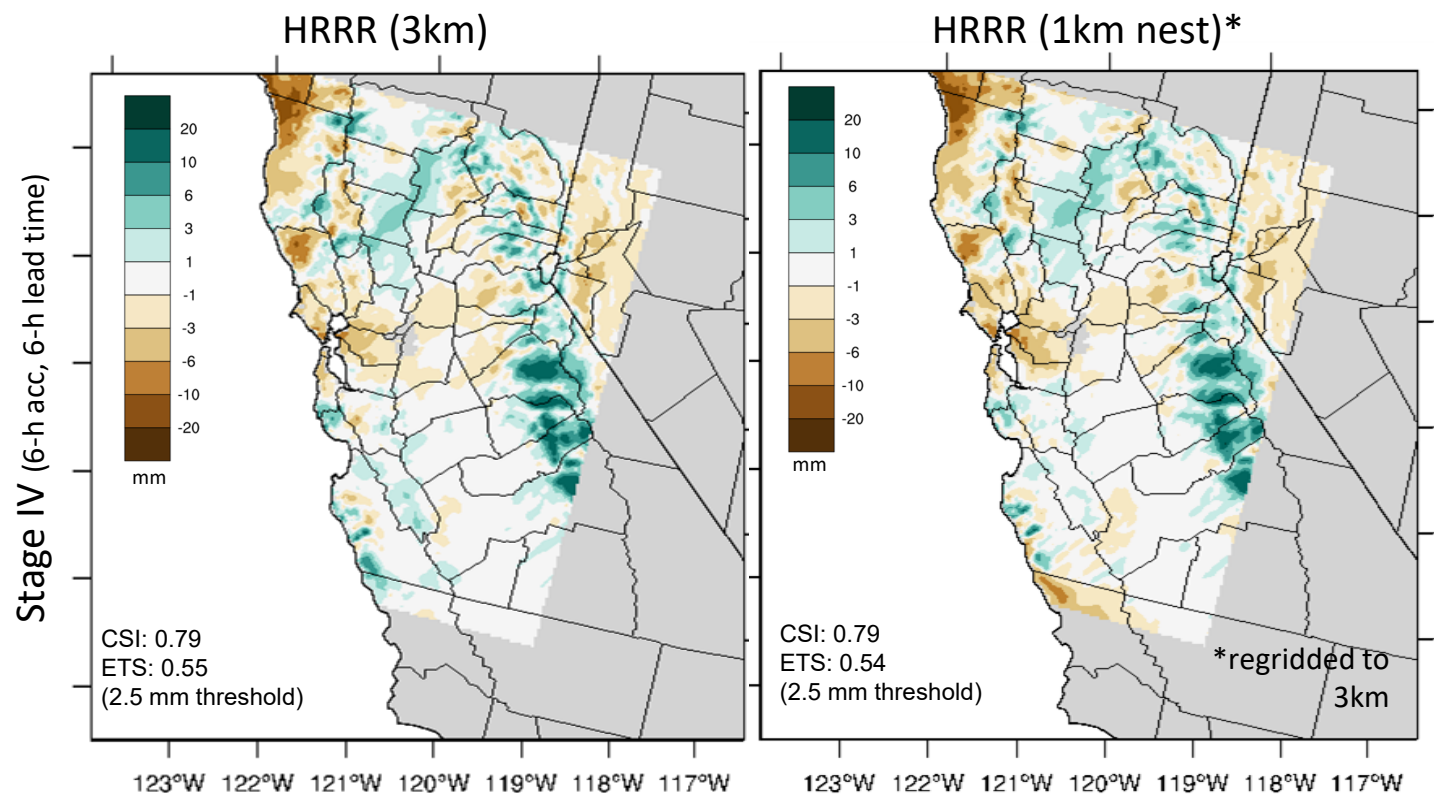 HRRR (3km)
HRRR (1km nest)*
Stage IV (6-h acc, 6-h lead time)
20
10
6
3
1
-1
-3
-6
-10
-20
mm
20
10
6
3
1
-1
-3
-6
-10
-20
mm
CSI: 0.79
ETS: 0.55
(2.5 mm threshold)
CSI: 0.79
ETS: 0.54
(2.5 mm threshold)
*regridded to
3km
123°W 122°W 121°W 120°W 119°W 118°W 117°W
123°W 122°W 121°W 120°W 119°W 118°W 117°W